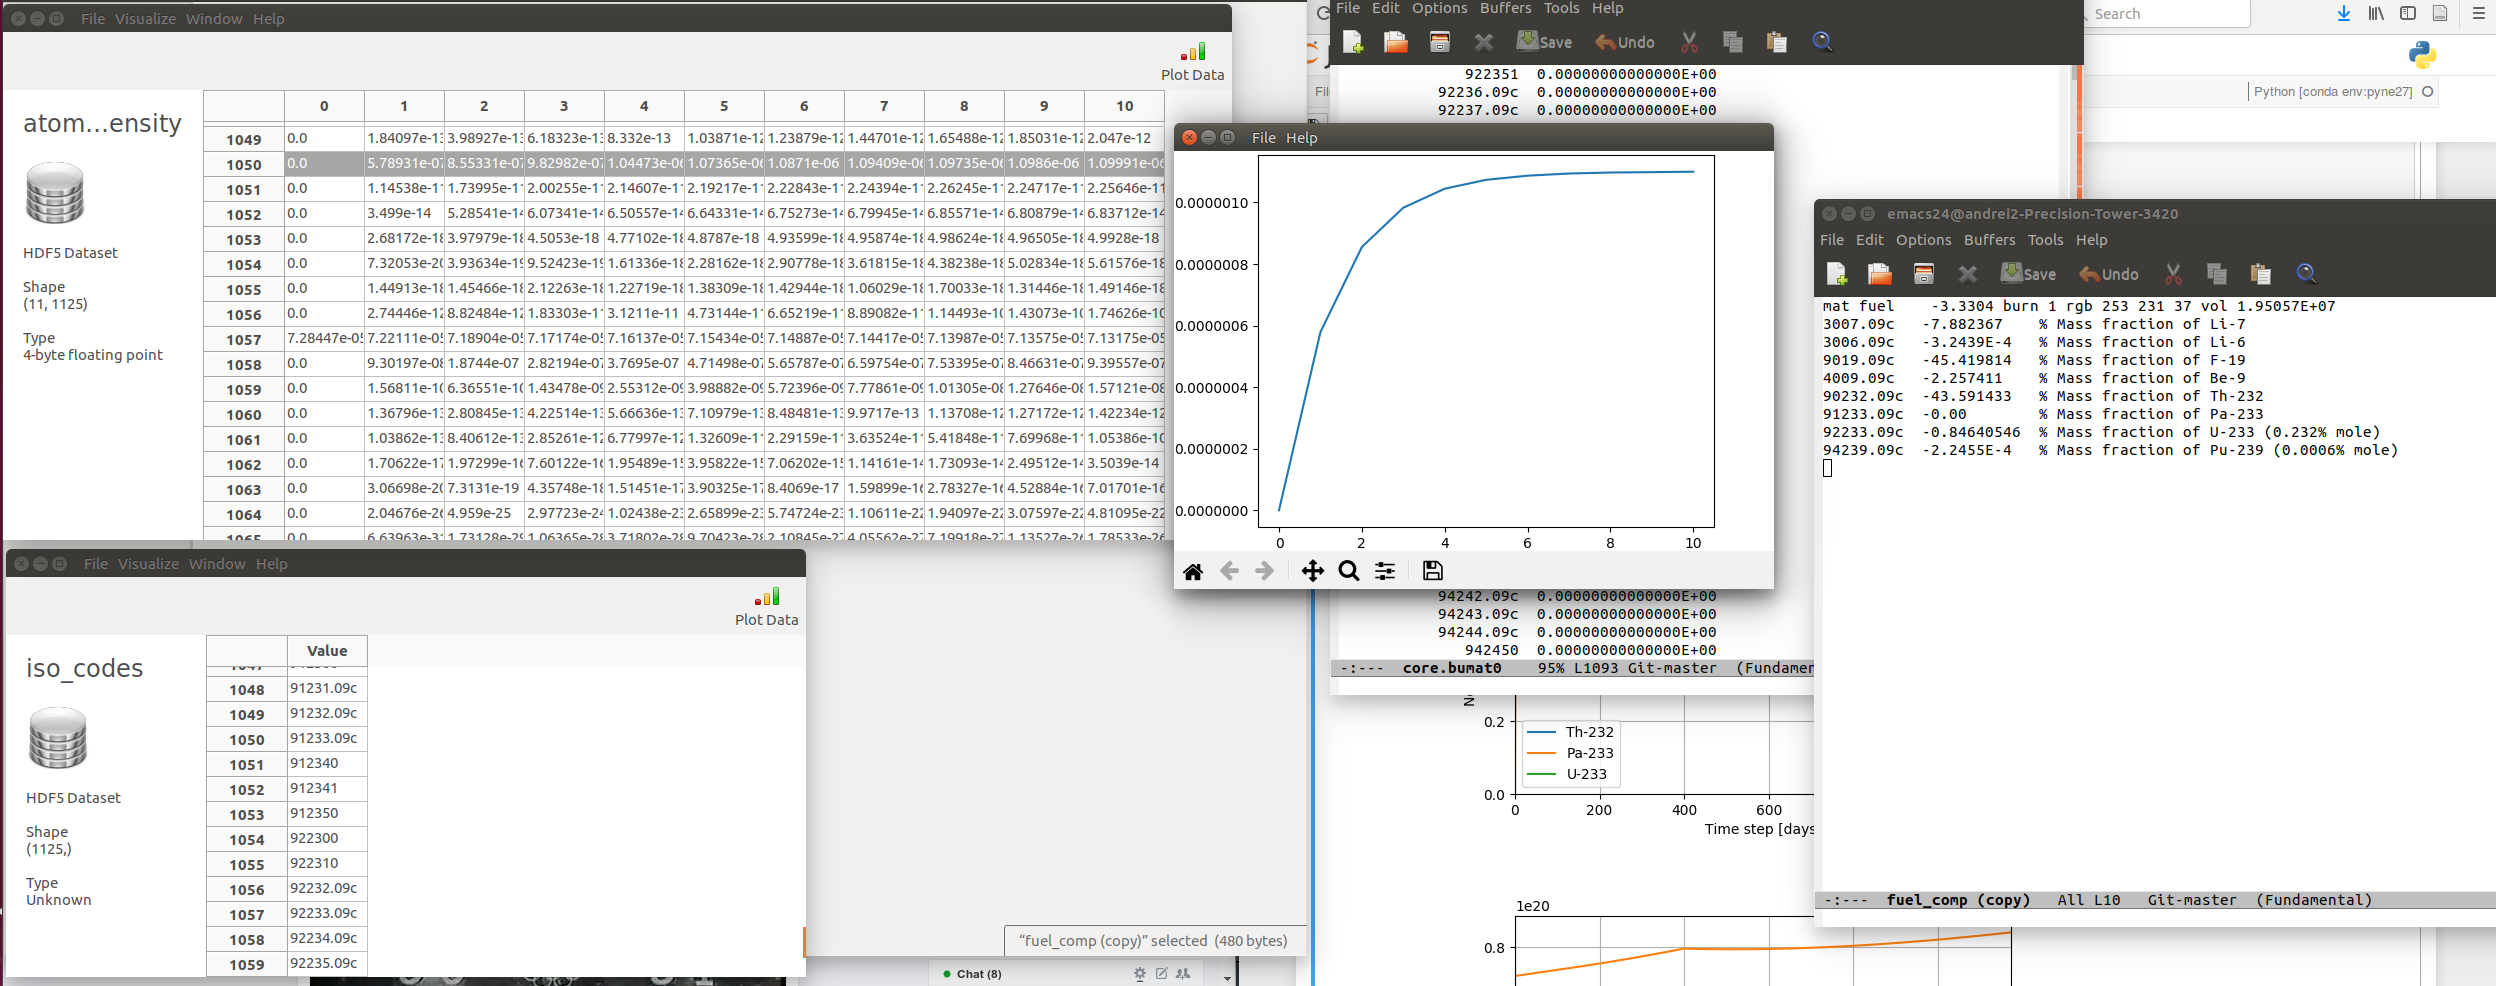 File Visualize Window Help
Plot Data
atom...ensity
HDF5 Dataset
Shape
(11, 1125)
Type
4-byte floating point
0 1 2 3 4 5 6 7 8 9 10
1049 0.0 1.84097e-13 3.98927e-13 6.18323e-13 8.332e-13 1.03871e-12 1.23879e-12 1.44701e-12 1.65488e-12 1.85031e-12 2.047e-12
1050 0.0 5.78931e-07 8.55331e-07 9.82982e-07 1.04473e-06 1.07365e-06 1.0871e-06 1.09409e-06 1.09735e-06 1.0986e-06 1.09991e-06
1051 0.0 1.14538e-11 1.73995e-11 2.00255e-11 2.14607e-11 2.19217e-11 2.22843e-11 2.24394e-11 2.26245e-11 2.24717e-11 2.25646e-11
1052 0.0 3.499e-14 5.28541e-14 6.07341e-14 6.50557e-14 6.64331e-14 6.75273e-14 6.79945e-14 6.85571e-14 6.80879e-14 6.83712e-14
1053 0.0 2.68172e-18 3.97979e-18 4.5053e-18 4.77102e-18 4.8787e-18 4.93599e-18 4.95874e-18 4.98624e-18 4.96505e-18 4.9928e-18
1054 0.0 7.32053e-20 3.93634e-19 9.52423e-19 1.61336e-18 2.28162e-18 2.90778e-18 3.61815e-18 4.38238e-18 5.02834e-18 5.61576e-18
1055 0.0 1.44913e-18 1.45466e-18 2.12263e-18 1.22719e-18 1.38309e-18 1.42944e-18 1.06029e-18 1.70033e-18 1.31446e-18 1.49146e-18
1056 0.0 2.74446e-12 8.82484e-12 1.83303e-11 3.1211e-11 4.73144e-11 6.65219e-11 8.89082e-11 1.14493e-10 1.43073e-10 1.74626e-10
1057 7.28447e-05 7.22111e-05 7.18904e-05 7.17174e-05 7.16137e-05 7.15434e-05 7.14887e-05 7.14417e-05 7.13987e-05 7.13575e-05 7.13175e-05
1058 0.0 9.30197e-08 1.8744e-07 2.82194e-07 3.7695e-07 4.71498e-07 5.65787e-07 6.59754e-07 7.53395e-07 8.46631e-07 9.39557e-07
1059 0.0 1.56811e-10 6.36551e-10 1.43478e-09 2.55312e-09 3.98882e-09 5.72396e-09 7.77861e-09 1.01305e-08 1.27646e-08 1.57121e-08
1060 0.0 1.36796e-13 2.80845e-13 4.22514e-13 5.66636e-13 7.10979e-13 8.48481e-13 9.9717e-13 1.13708e-12 1.27172e-12 1.42234e-12
1061 0.0 1.03862e-13 8.40612e-13 2.85261e-12 6.77997e-12 1.32609e-11 2.29159e-11 3.63524e-11 5.41848e-11 7.69968e-11 1.05386e-10
1062 0.0 1.70622e-17 1.97299e-16 7.60122e-16 1.95489e-15 3.95822e-15 7.06202e-15 1.14161e-14 1.73093e-14 2.49512e-14 3.5039e-14
1063 0.0 3.06698e-20 7.3131e-19 4.35748e-18 1.51451e-17 3.90325e-17 8.4069e-17 1.59899e-16 2.78327e-16 4.52884e-16 7.01701e-16
1064 0.0 2.04676e-26 4.959e-25 2.97723e-24 1.02438e-23 2.65899e-23 5.74724e-23 1.10611e-22 1.94097e-22 3.07597e-22 4.81095e-22
1065 0.0 6.63963e-31 1.73128e-29 1.06365e-28 3.71802e-28 9.70423e-28 2.10845e-27 4.05562e-27 7.19918e-27 1.13527e-26 1.78533e-26
File Visualize Window Help
Plot Data
iso_codes
HDF5 Dataset
Shape
(1125,)
Type
Unknown
Value
1048 91231.09c
1049 91232.09c
1050 91233.09c
1051 912340
1052 912341
1053 912350
1054 922300
1055 922310
1056 92232.09c
1057 92233.09c
1058 92234.09c
1059 92235.09c
"fuel_comp (copy)" selected (480 bytes)
Chat (8)
File Edit Options Buffers Tools Help
Save Undo
922351 0.00000000000000E+00
92236.09c 0.00000000000000E+00
92237.09c 0.00000000000000E+00
File Help
0.0000010
0.0000008
0.0000006
0.0000004
0.0000002
0.0000000
0 2 4 6 8 10
94242.09c 0.00000000000000E+00
94243.09c 0.00000000000000E+00
94244.09c 0.00000000000000E+00
942450 0.00000000000000E+00
-:--- core.bumat0 95% L1093 Git-master (Fundamen
0.2
0.0
Th-232
Pa-233
U-233
0 200 400 600
Time step [days
1e20
0.8
Search
Python [conda env:pyne27]
emacs24@andrei2-Precision-Tower-3420
File Edit Options Buffers Tools Help
Save Undo
mat fuel -3.3304 burn 1 rgb 253 231 37 vol 1.95057E+07
3007.09c -7.882367 % Mass fraction of Li-7
3006.09c -3.2439E-4 % Mass fraction of Li-6
9019.09c -45.419814 % Mass fraction of F-19
4009.09c -2.257411 % Mass fraction of Be-9
90232.09c -43.591433 % Mass fraction of Th-232
91233.09c -0.00 % Mass fraction of Pa-233
92233.09c -0.84640546 % Mass fraction of U-233 (0.232% mole)
94239.09c -2.2455E-4 % Mass fraction of Pu-239 (0.0006% mole)
-:--- fuel_comp (copy) All L10 Git-master (Fundamental)